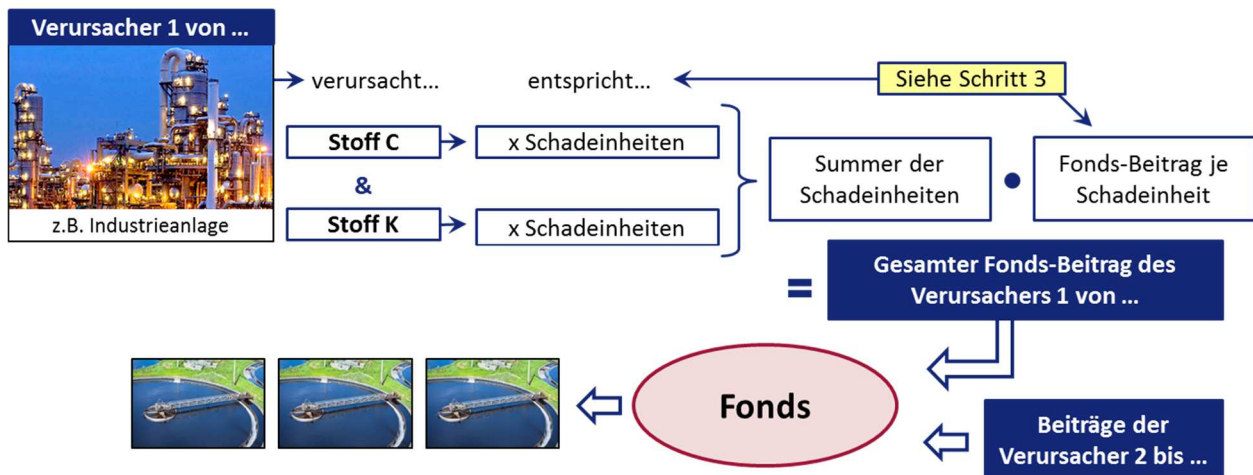 Verursacher 1 von ...
z.B. Industrieanlage
verursacht...
entspricht...
Siehe Schritt 3
Stoff C
x Schadeinheiten
&
Stoff K
x Schadeinheiten
Summer der
Schadeinheiten
•
Fonds-Beitrag je
Schadeinheit
=
Gesamter Fonds-Beitrag des
Verursachers 1 von ...
Fonds
Beiträge der
Verursacher 2 bis ...